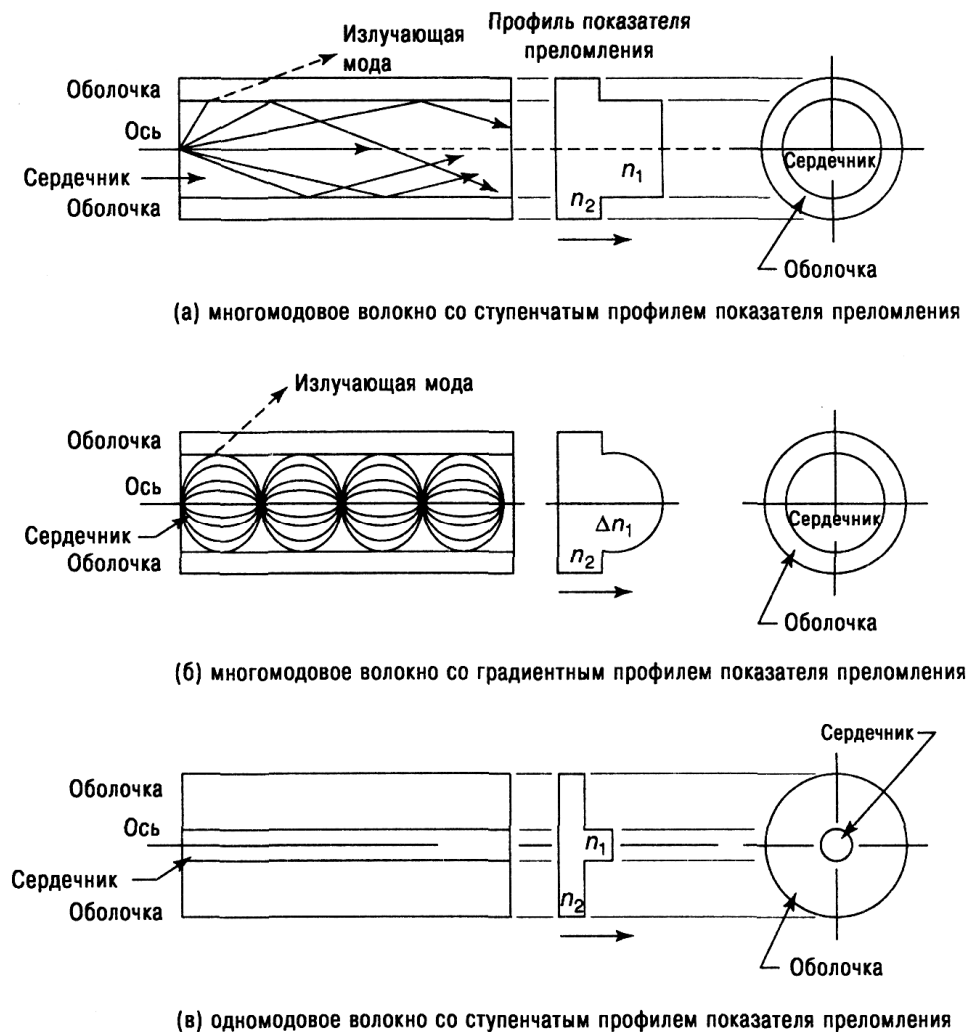 Излучающая
мода
Профиль показателя
преломления
Оболочка
Ось
Сердечник
Оболочка
n1
n2
Сердечник
Оболочка
(а) многомодовое волокно со ступенчатым профилем показателя преломления
Излучающая мода
Оболочка
Ось
Сердечник
Оболочка
Δn1
n2
Сердечник
Оболочка
(б) многомодовое волокно со градиентным профилем показателя преломления
Сердечник
Оболочка
Ось
Сердечник
Оболочка
n1
n2
Оболочка
(в) одномодовое волокно со ступенчатым профилем показателя преломления